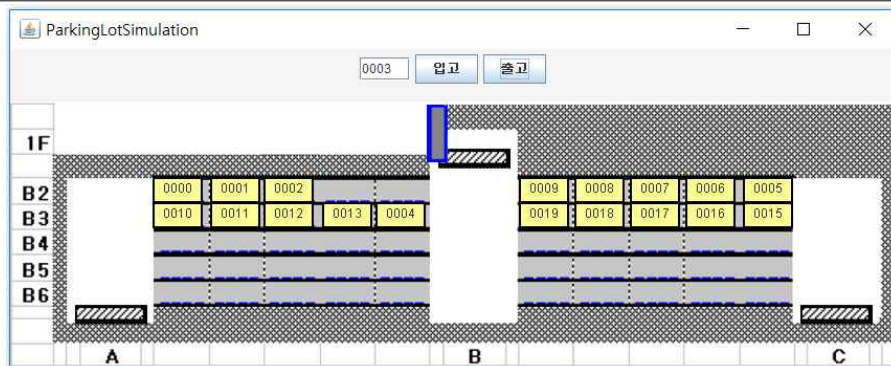 ParkingLotSimulation
0003 입고 출고
1F
B2 0000 0001 0002 0009 0008 0007 0006 0005
B3 0010 0011 0012 0013 0004 0019 0018 0017 0016 0015
B4
B5
B6
A B C